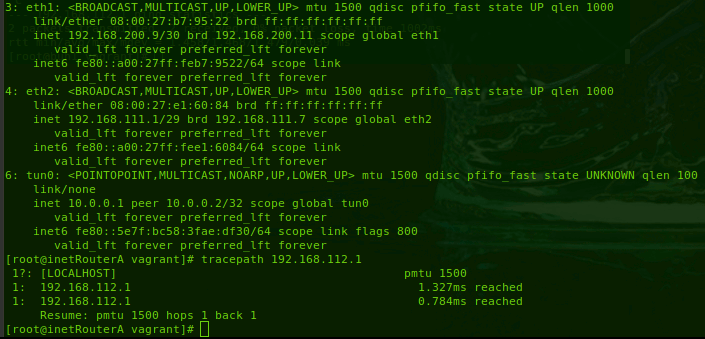 3: eth1: <BROADCAST,MULTICAST,UP,LOWER_UP> mtu 1500 qdisc pfifo_fast state UP qlen 1000
    link/ether 08:00:27:b7:95:22 brd ff:ff:ff:ff:ff:ff
    inet 192.168.200.9/30 brd 192.168.200.11 scope global eth1
       valid_lft forever preferred_lft forever
    inet6 fe80::a00:27ff:feb7:9522/64 scope link
       valid_lft forever preferred_lft forever
4: eth2: <BROADCAST,MULTICAST,UP,LOWER_UP> mtu 1500 qdisc pfifo_fast state UP qlen 1000
    link/ether 08:00:27:e1:60:84 brd ff:ff:ff:ff:ff:ff
    inet 192.168.111.1/29 brd 192.168.111.7 scope global eth2
       valid_lft forever preferred_lft forever
    inet6 fe80::a00:27ff:fee1:6084/64 scope link
       valid_lft forever preferred_lft forever
6: tun0: <POINTOPOINT,MULTICAST,NOARP,UP,LOWER_UP> mtu 1500 qdisc pfifo_fast state UNKNOWN qlen 100
    link/none
    inet 10.0.0.1 peer 10.0.0.2/32 scope global tun0
       valid_lft forever preferred_lft forever
    inet6 fe80::5e7f:bc58:3fae:df30/64 scope link flags 800
       valid_lft forever preferred_lft forever
[root@inetRouterA vagrant]# tracepath 192.168.112.1
 1?: [LOCALHOST]                                         pmtu 1500
 1:  192.168.112.1                                         1.327ms reached
 1:  192.168.112.1                                         0.784ms reached
     Resume: pmtu 1500 hops 1 back 1
[root@inetRouterA vagrant]#